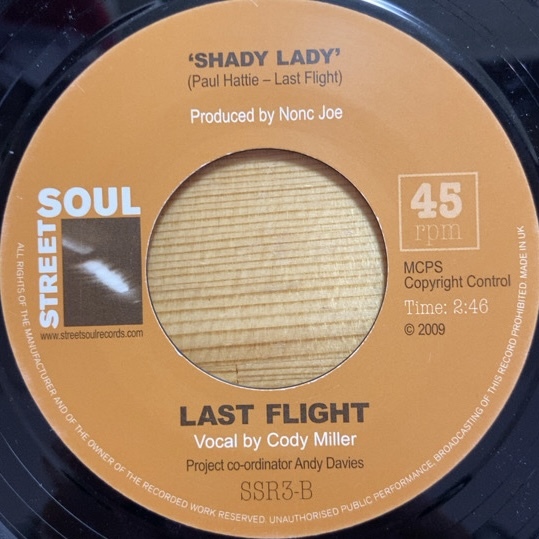 ‘SHADY LADY’
(Paul Hattie – Last Flight)
Produced by Nonc Joe
STREET SOUL
www.streetsoulrecords.com
45
rpm
MCPS
Copyright Control
Time: 2:46
© 2009
LAST FLIGHT
Vocal by Cody Miller
Project co-ordinator Andy Davies
SSR3-B
ALL RIGHTS OF THE MANUFACTURER AND OF THE OWNER OF THE RECORDED WORK RESERVED. UNAUTHORISED PUBLIC PERFORMANCE, BROADCASTING OF THIS RECORD PROHIBITED. MADE IN UK